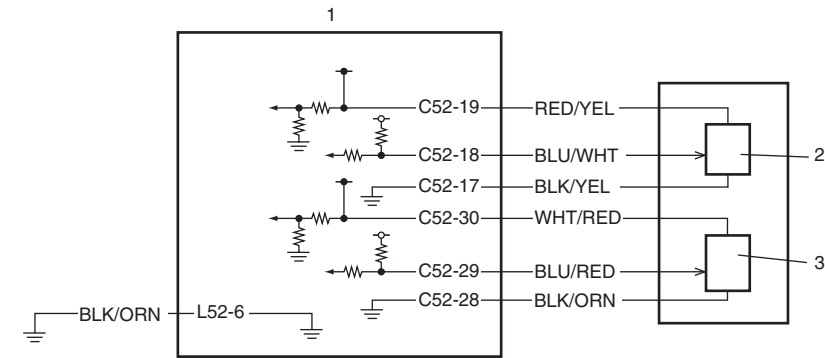 1
C52-19 RED/YEL
C52-18 BLU/WHT 2
C52-17 BLK/YEL
C52-30 WHT/RED
C52-29 BLU/RED 3
C52-28 BLK/ORN
BLK/ORN L52-6